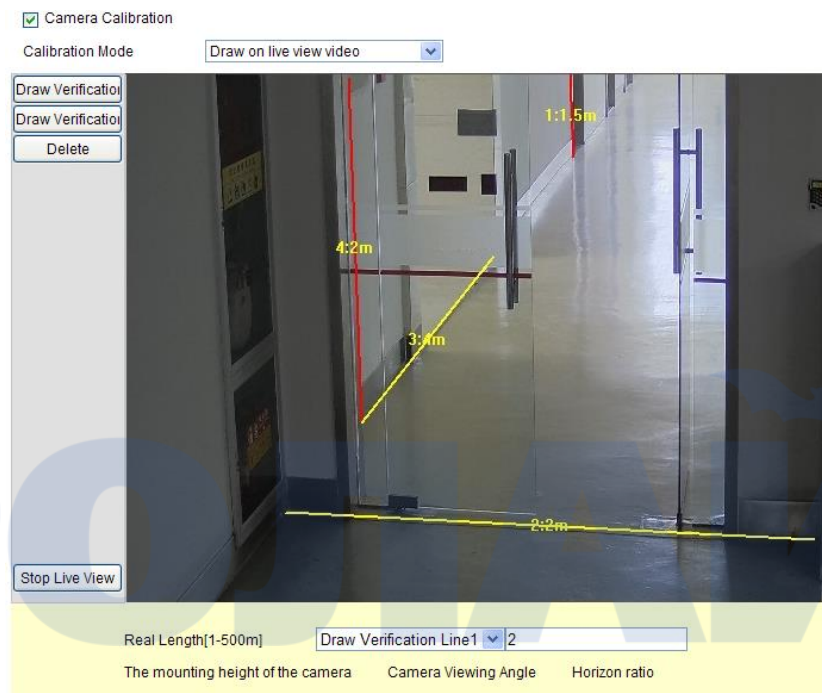 Camera Calibration
Calibration Mode Draw on live view video
Draw Verificatio
Draw Verificatio
Delete
1:1.5m
4:2m
3:4m
2:2m
Stop Live View
Real Length[1-500m] Draw Verification Line1 2
The mounting height of the camera Camera Viewing Angle Horizon ratio